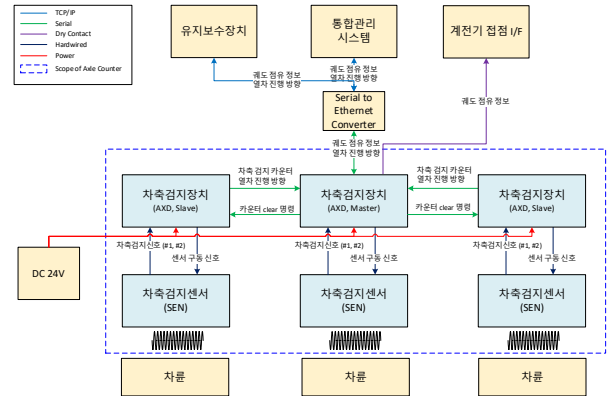 TCP/IP
Serial
Dry Contact
Hardwired
Power
Scope of Axle Counter
유지보수장치
통합관리
시스템
계전기 접점 I/F
궤도 점유 정보
열차 진행 방향
궤도 점유 정보
열차 진행 방향
궤도 점유 정보
Serial to
Ethernet
Converter
궤도 점유 정보
열차 진행 방향
차축 검지 카운터
열차 진행 방향
차축 검지 카운터
열차 진행 방향
차축검지장치
(AXD, Slave)
차축검지장치
(AXD, Master)
차축검지장치
(AXD, Slave)
카운터 clear 명령
카운터 clear 명령
차축검지신호 (#1, #2)
센서 구동 신호
차축검지신호 (#1, #2)
센서 구동 신호
차축검지신호 (#1, #2)
센서 구동 신호
DC 24V
차축검지센서
(SEN)
차축검지센서
(SEN)
차축검지센서
(SEN)
차륜
차륜
차륜